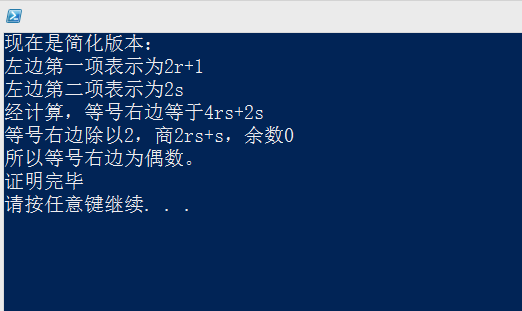 现在是简化版本：
左边第一项表示为2r+1
左边第二项表示为2s
经计算，等号右边等于4rs+2s
等号右边除以2，商2rs+s，余数0
所以等号右边为偶数。
证明完毕
请按任意键继续. . .